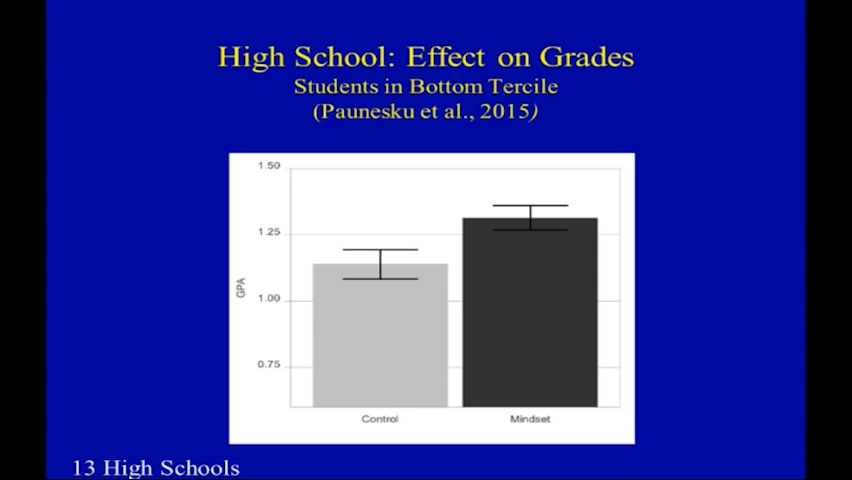 High School: Effect on Grades
Students in Bottom Tercile
(Paunesku et al., 2015)
1.50
1.25
1.00
0.75
GPA
Control
Mindset
13 High Schools